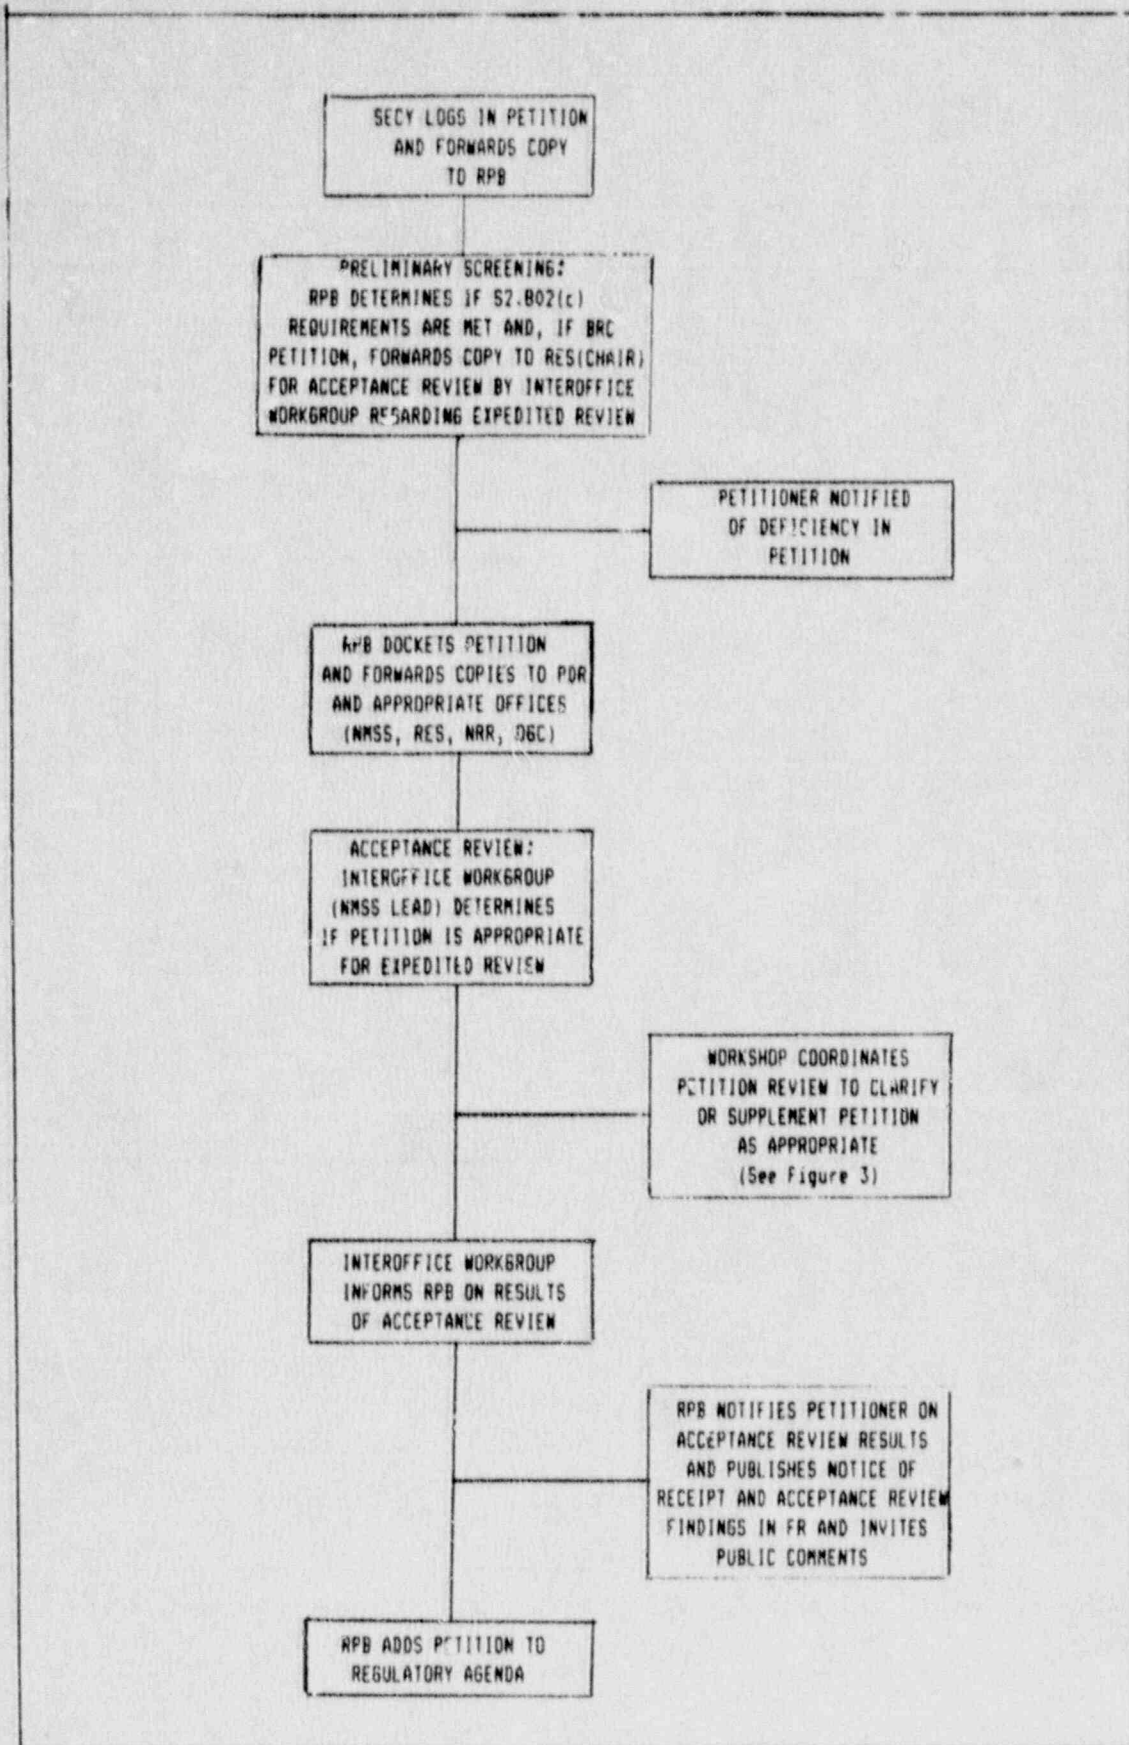 SECY LOGS IN PETITION
AND FORWARDS COPY
TO RPB
PRELIMINARY SCREENING:
RPB DETERMINES IF S2.802(c)
REQUIREMENTS ARE MET AND, IF BRC
PETITION, FORWARDS COPY TO RES(CHAIR)
FOR ACCEPTANCE REVIEW BY INTEROFFICE
WORKGROUP REGARDING EXPEDITED REVIEW
PETITIONER NOTIFIED
OF DEFICIENCY IN
PETITION
RPB DOCKETS PETITION
AND FORWARDS COPIES TO PDR
AND APPROPRIATE OFFICES
(NMSS, RES, NRR, OGC)
ACCEPTANCE REVIEW:
INTEROFFICE WORKGROUP
(NMSS LEAD) DETERMINES
IF PETITION IS APPROPRIATE
FOR EXPEDITED REVIEW
WORKSHOP COORDINATES
PETITION REVIEW TO CLARIFY
OR SUPPLEMENT PETITION
AS APPROPRIATE
(See Figure 3)
INTEROFFICE WORKGROUP
INFORMS RPB ON RESULTS
OF ACCEPTANCE REVIEW
RPB NOTIFIES PETITIONER ON
ACCEPTANCE REVIEW RESULTS
AND PUBLISHES NOTICE OF
RECEIPT AND ACCEPTANCE REVIEW
FINDINGS IN FR AND INVITES
PUBLIC COMMENTS
RPB ADDS PETITION TO
REGULATORY AGENDA